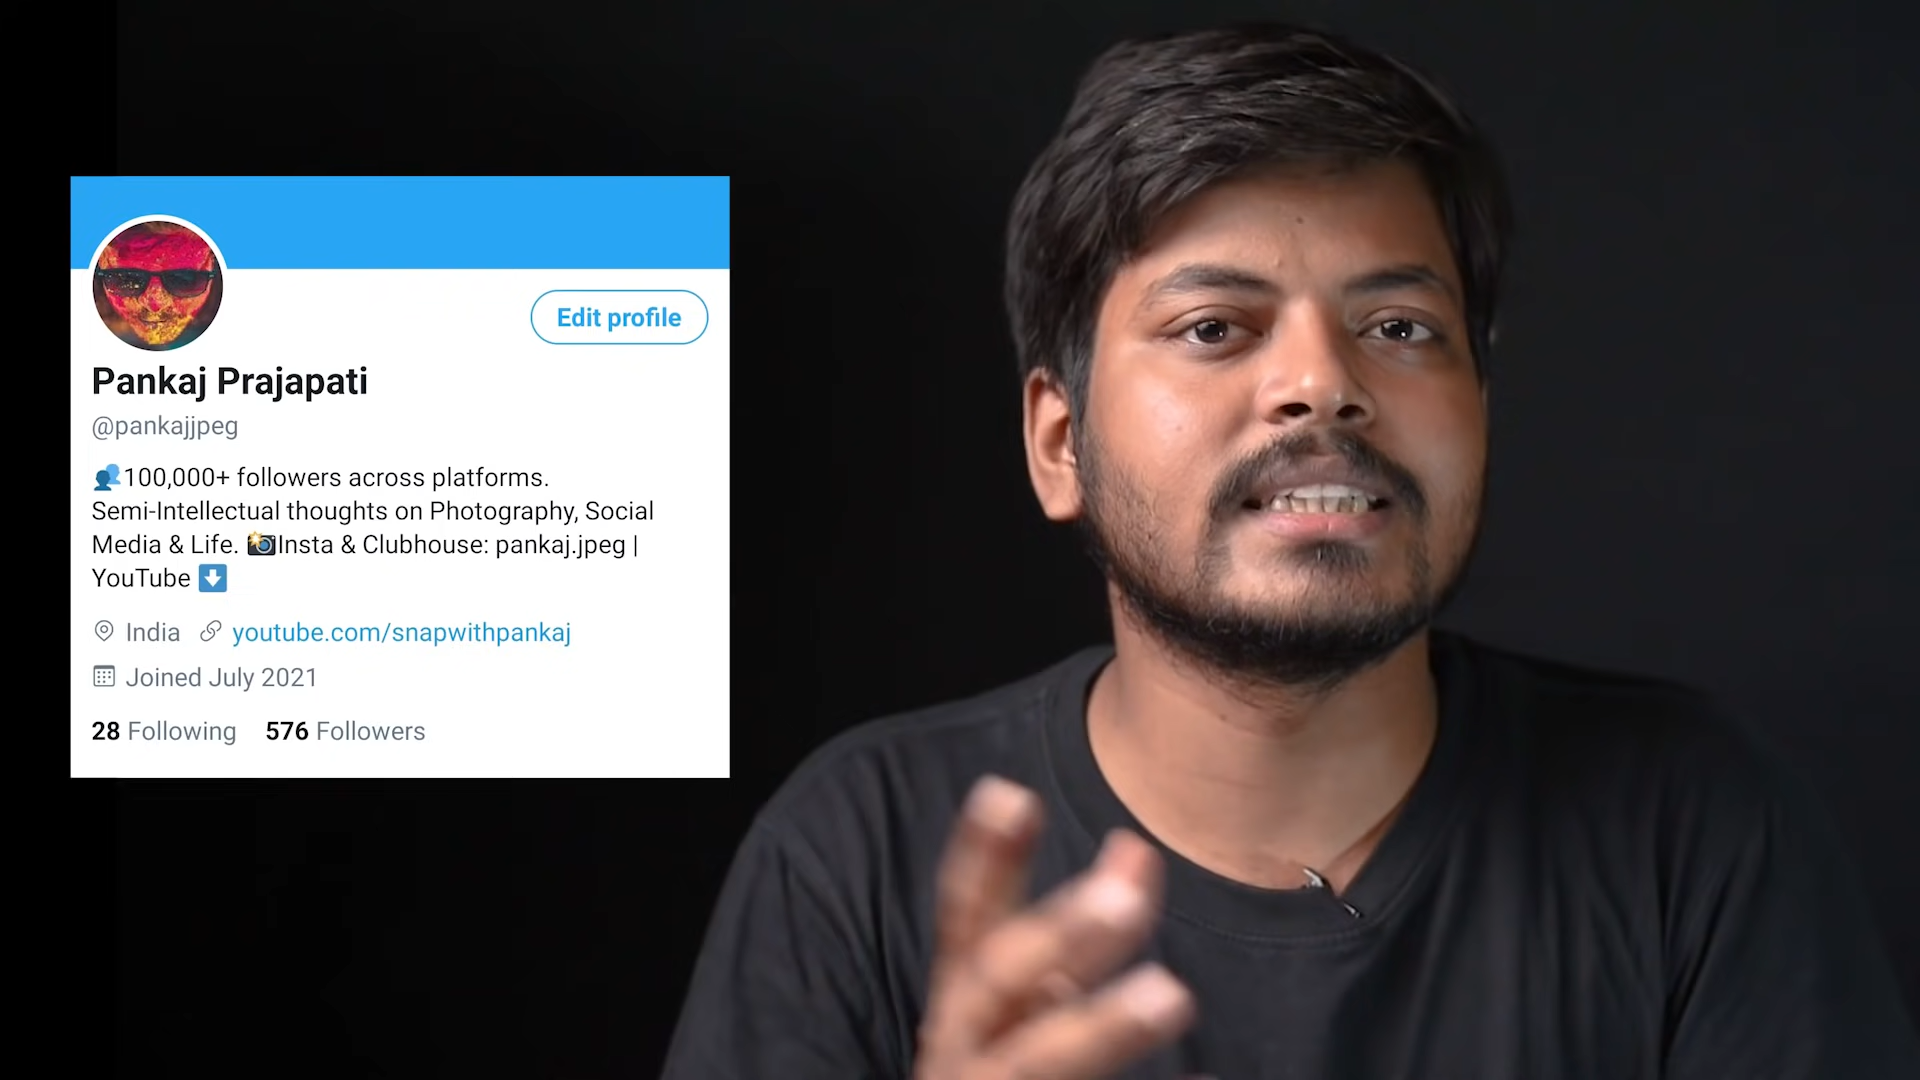 Edit profile
Pankaj Prajapati
@pankajjpeg
👥100,000+ followers across platforms.
Semi-Intellectual thoughts on Photography, Social
Media & Life. 📸Insta & Clubhouse: pankaj.jpeg |
YouTube ⬇️
India youtube.com/snapwithpankaj
Joined July 2021
28 Following 576 Followers